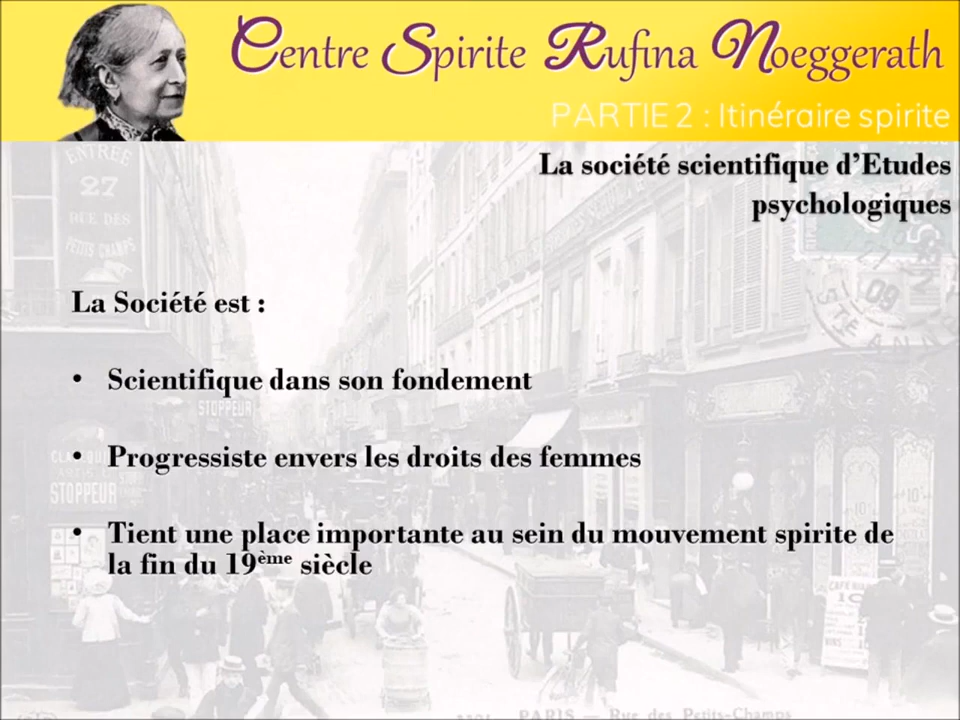 Centre Spirite Rufina Noeggerath
PARTIE 2 : Itinéraire spirite
La société scientifique d'Etudes
psychologiques
ENTRÉE
27
RUE DES
PETITS CHAMPS
09
La Société est :
• Scientifique dans son fondement
STOPPEUR
• Progressiste envers les droits des femmes
STOPPEUR
• Tient une place importante au sein du mouvement spirite de
la fin du 19ème siècle
PARIS — Rue des Petits-Champs